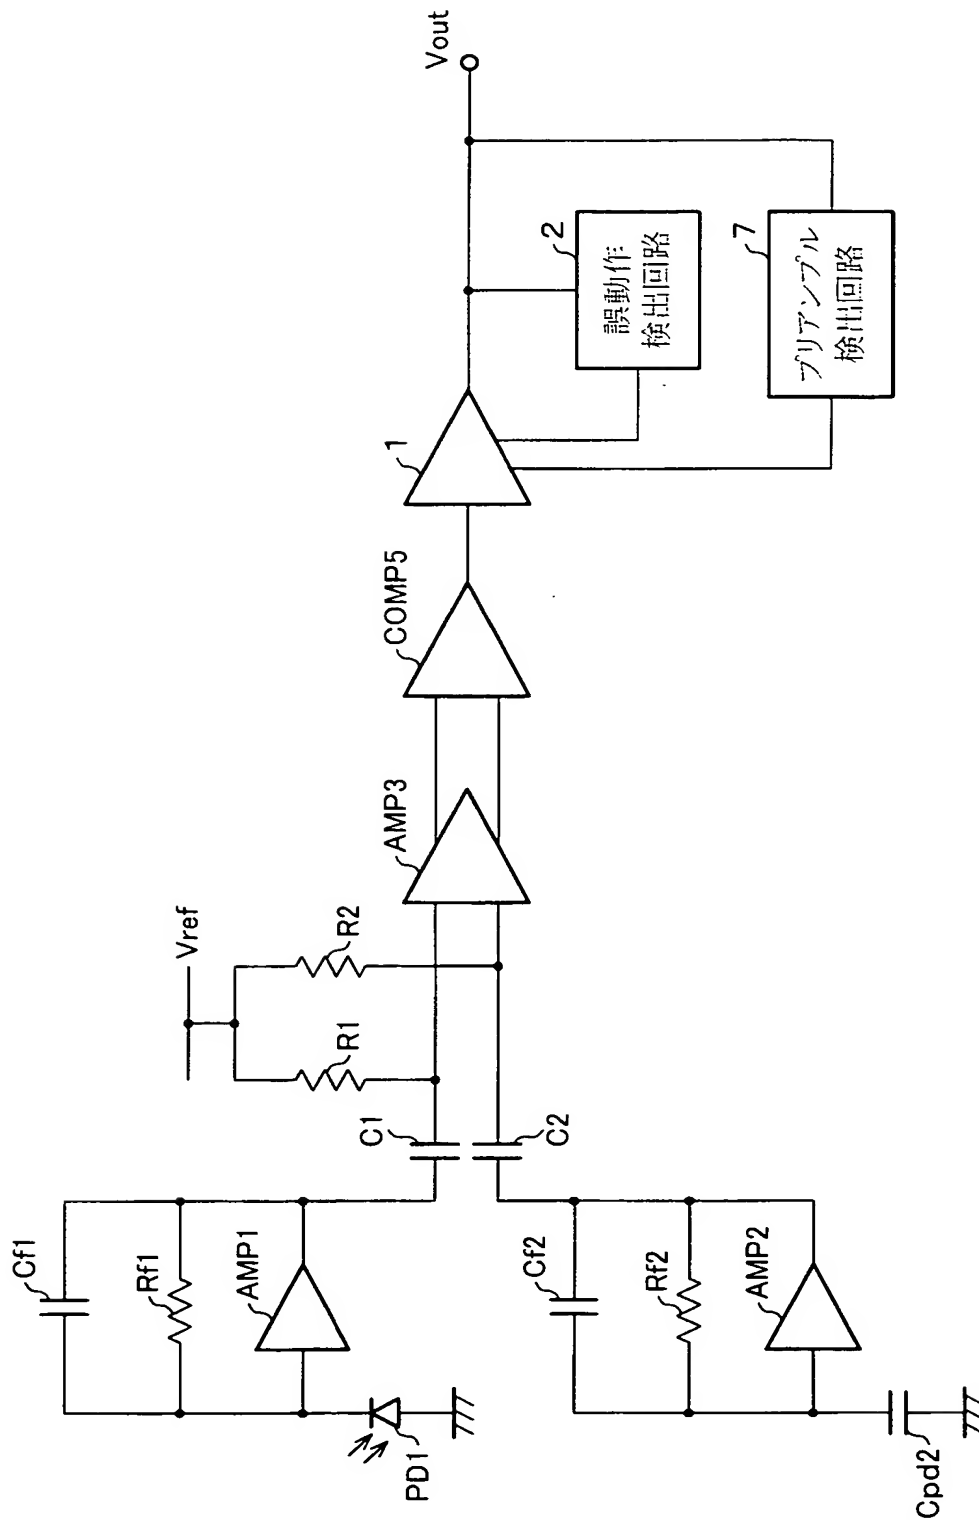 Cf1
Rf1
AMP1
PD1
Cf2
Rf2
AMP2
Cpd2
C1
C2
R1
R2
Vref
AMP3
COMP5
1
2
誤動作
検出回路
7
プリアンブル
検出回路
Vout